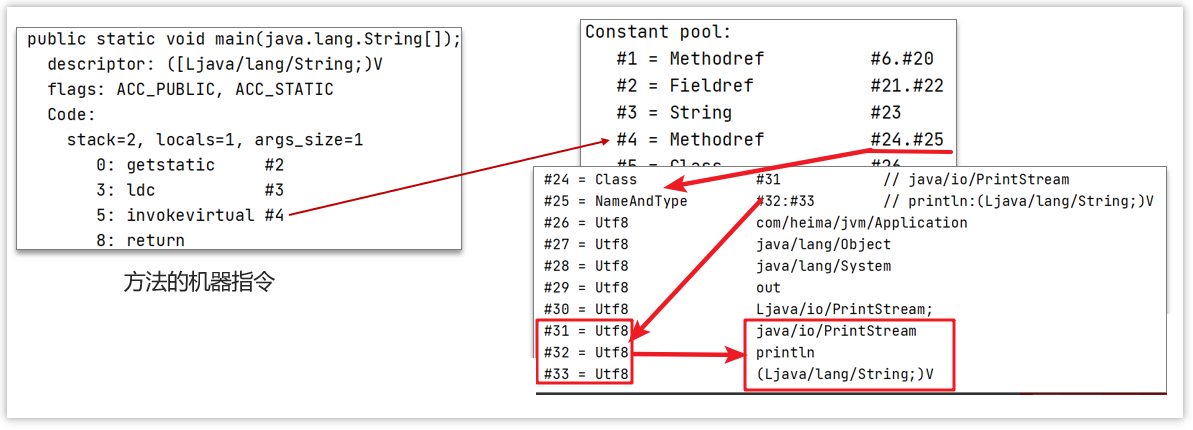 public static void main(java.lang.String[]);
descriptor: ([Ljava/lang/String;)V
flags: ACC_PUBLIC, ACC_STATIC
Code:
stack=2, locals=1, args_size=1
0: getstatic #2
3: ldc #3
5: invokevirtual #4
8: return
方法的机器指令
Constant pool:
#1 = Methodref #6.#20
#2 = Fieldref #21.#22
#3 = String #23
#4 = Methodref #24.#25
#5 = Class #26
#24 = Class #31 // java/io/PrintStream
#25 = NameAndType #32:#33 // println:(Ljava/lang/String;)V
#26 = Utf8 com/heima/jvm/Application
#27 = Utf8 java/lang/Object
#28 = Utf8 java/lang/System
#29 = Utf8 out
#30 = Utf8 Ljava/io/PrintStream;
#31 = Utf8 java/io/PrintStream
#32 = Utf8 println
#33 = Utf8 (Ljava/lang/String;)V